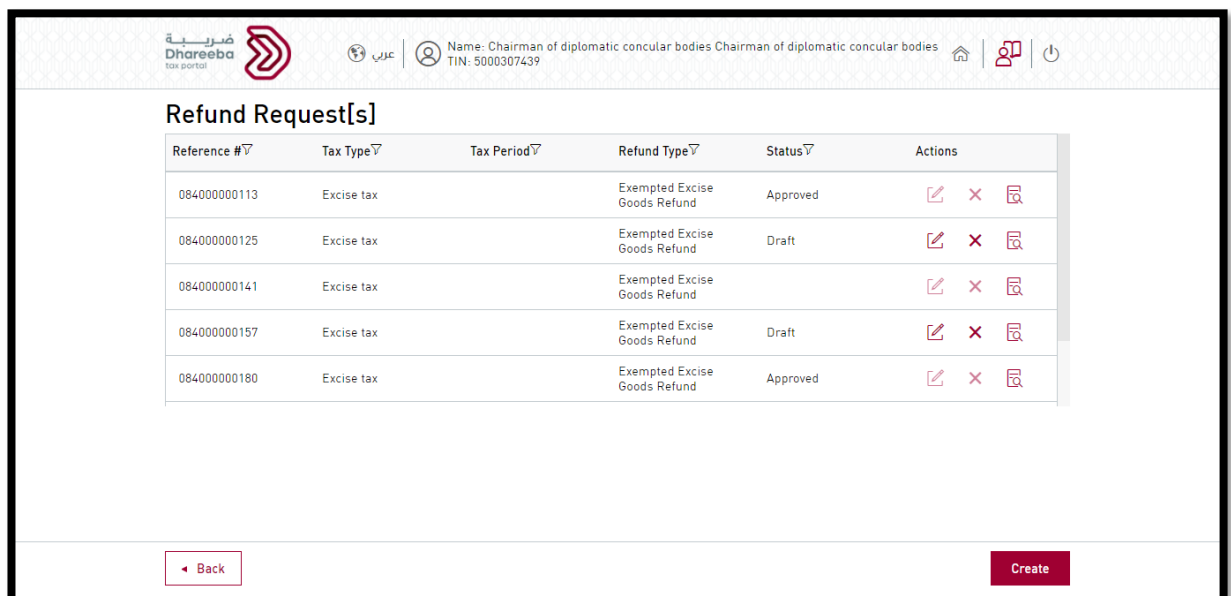 ضريبة
Dhareeba
tax portal
عربي
Name: Chairman of diplomatic concular bodies Chairman of diplomatic concular bodies
TIN: 5000307439
Refund Request[s]
Reference # Tax Type Tax Period Refund Type Status Actions
084000000113 Excise tax Exempted Excise Goods Refund Approved
084000000125 Excise tax Exempted Excise Goods Refund Draft
084000000141 Excise tax Exempted Excise Goods Refund
084000000157 Excise tax Exempted Excise Goods Refund Draft
084000000180 Excise tax Exempted Excise Goods Refund Approved
Back
Create